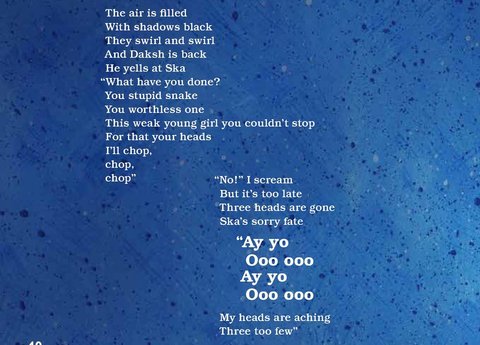 The air is filled
With shadows black
They swirl and swirl
And Daksh is back
He yells at Ska
“What have you done?
You stupid snake
You worthless one
This weak young girl you couldn’t stop
For that your heads
I’ll chop,
chop,
chop”
“No!” I scream
But it’s too late
Three heads are gone
Ska’s sorry fate
“Ay yo
Ooo ooo
Ay yo
Ooo ooo
My heads are aching
Three too few”